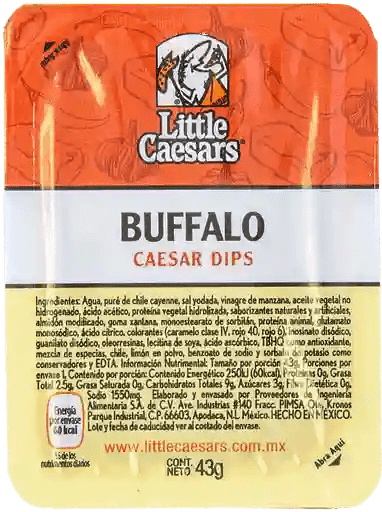 Abra Aquí
Little
Caesars®
BUFFALO
CAESAR DIPS
Ingredientes: Agua, puré de chile cayenne, sal yodada, vinagre de manzana, aceite vegetal no
hidrogenado, ácido acético, proteína vegetal hidrolizada, saborizantes naturales y artificiales,
almidón modificado, goma xantana, monoestearato de sorbitán, proteína animal, glutamato
monosódico, ácido cítrico, colorantes (caramelo clase IV, rojo 40, rojo 6), Inosinato disódico,
guanilato disódico, oleorresinas, lecitina de soya, ácido ascórbico, TBHQ como antioxidante,
mezcla de especias, chile, limón en polvo, benzoato de sodio y sorbato de potasio como
conservadores y EDTA. Información Nutrimental: Tamaño por porción 43g, Porciones por
envase 1, Contenido por porción: Contenido Energético 250kJ (60kcal), Proteínas 0g, Grasa
Total 2.5g, Grasa Saturada 0g, Carbohidratos Totales 9g, Azúcares 3g, Fibra Dietética 0g,
Sodio 1550mg. Elaborado y envasado por Proveedora de Ingeniería
Alimentaria S.A. de C.V. Ave. Industrias #140 Fracc. PIMSA Ote, Kronos
Parque Industrial, C.P. 66603, Apodaca, N.L. México. HECHO EN MÉXICO.
Lote y fecha de caducidad ver al costado del envase.
Energía
por envase
60 kcal
de los
nutrimentos diarios
www.littlecaesars.com.mx
CONT.
NETO 43g
Abra Aquí